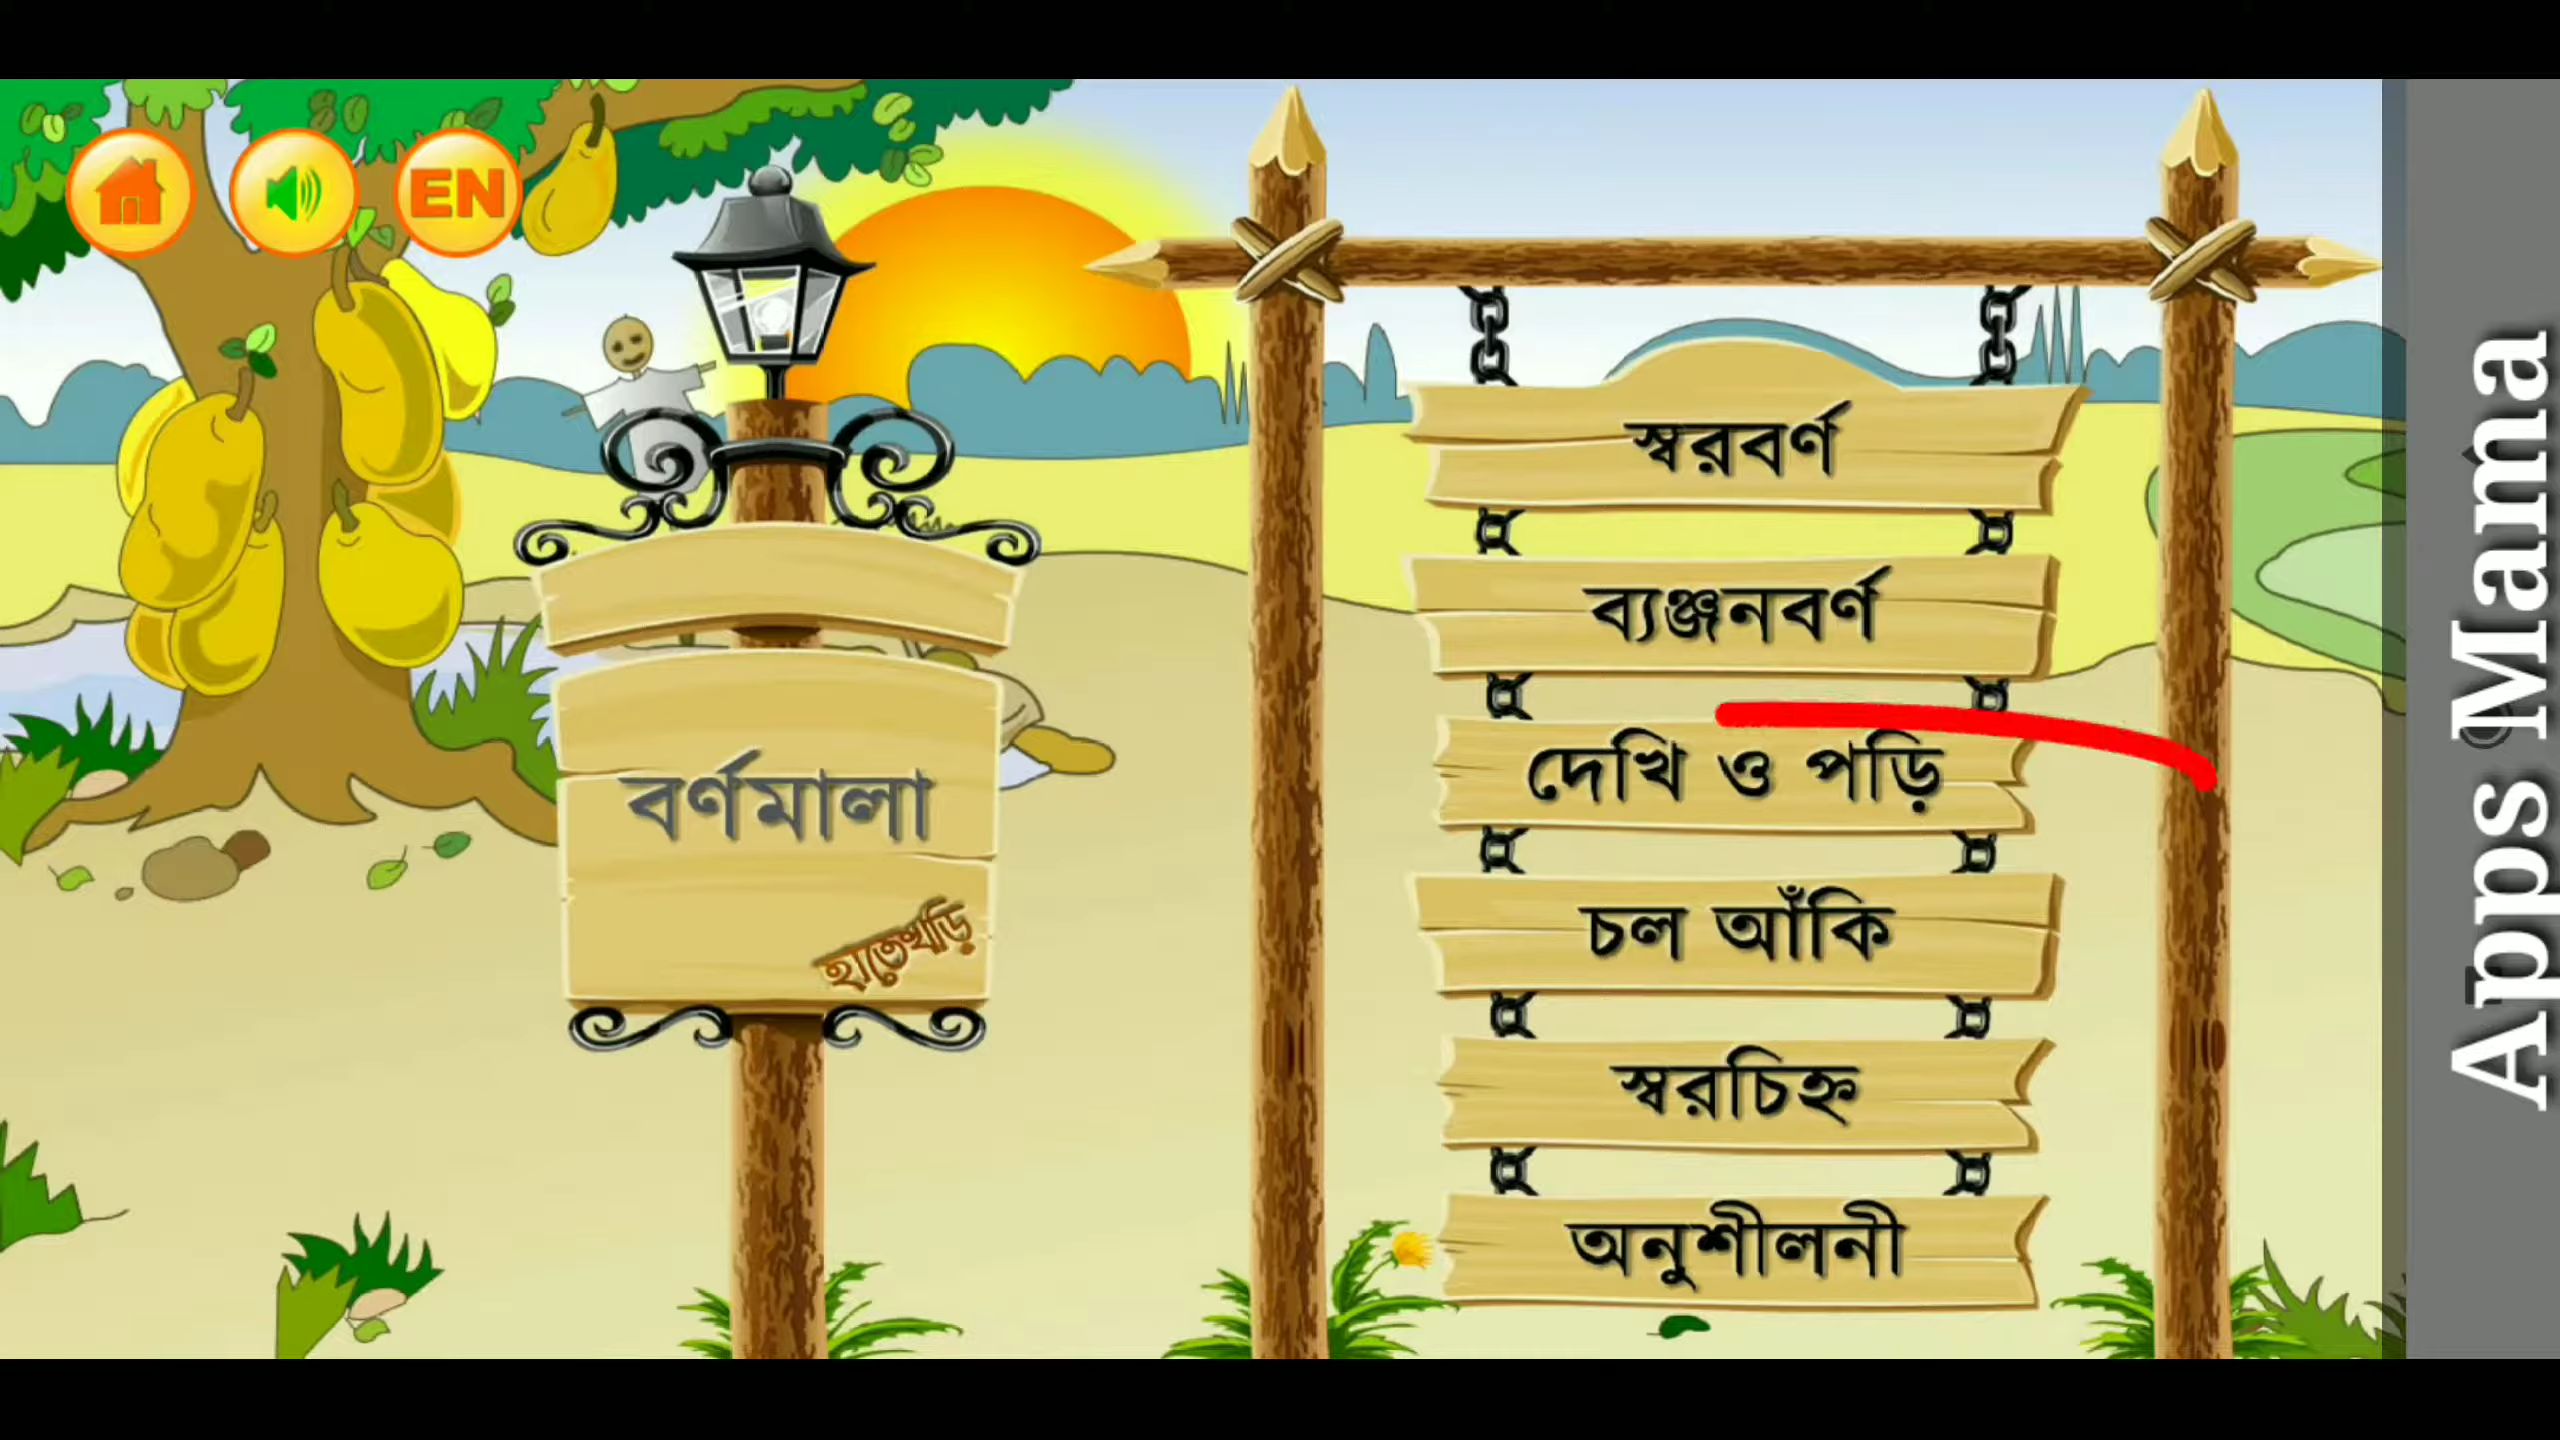 EN
স্বরবর্ণ
ব্যঞ্জনবর্ণ
দেখি ও পড়ি
চল আঁকি
স্বরচিহ্ন
অনুশীলনী
বর্ণমালা
হাতেখড়ি
Apps Mama